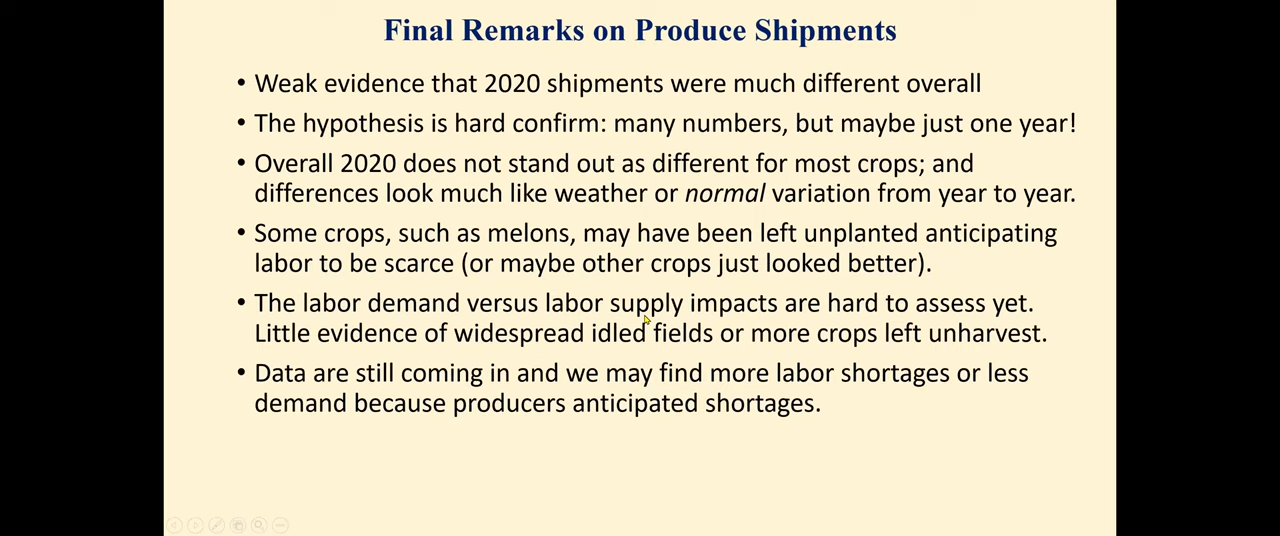 Final Remarks on Produce Shipments
• Weak evidence that 2020 shipments were much different overall
• The hypothesis is hard confirm: many numbers, but maybe just one year!
• Overall 2020 does not stand out as different for most crops; and
differences look much like weather or normal variation from year to year.
• Some crops, such as melons, may have been left unplanted anticipating
labor to be scarce (or maybe other crops just looked better).
• The labor demand versus labor supply impacts are hard to assess yet.
Little evidence of widespread idled fields or more crops left unharvest.
• Data are still coming in and we may find more labor shortages or less
demand because producers anticipated shortages.